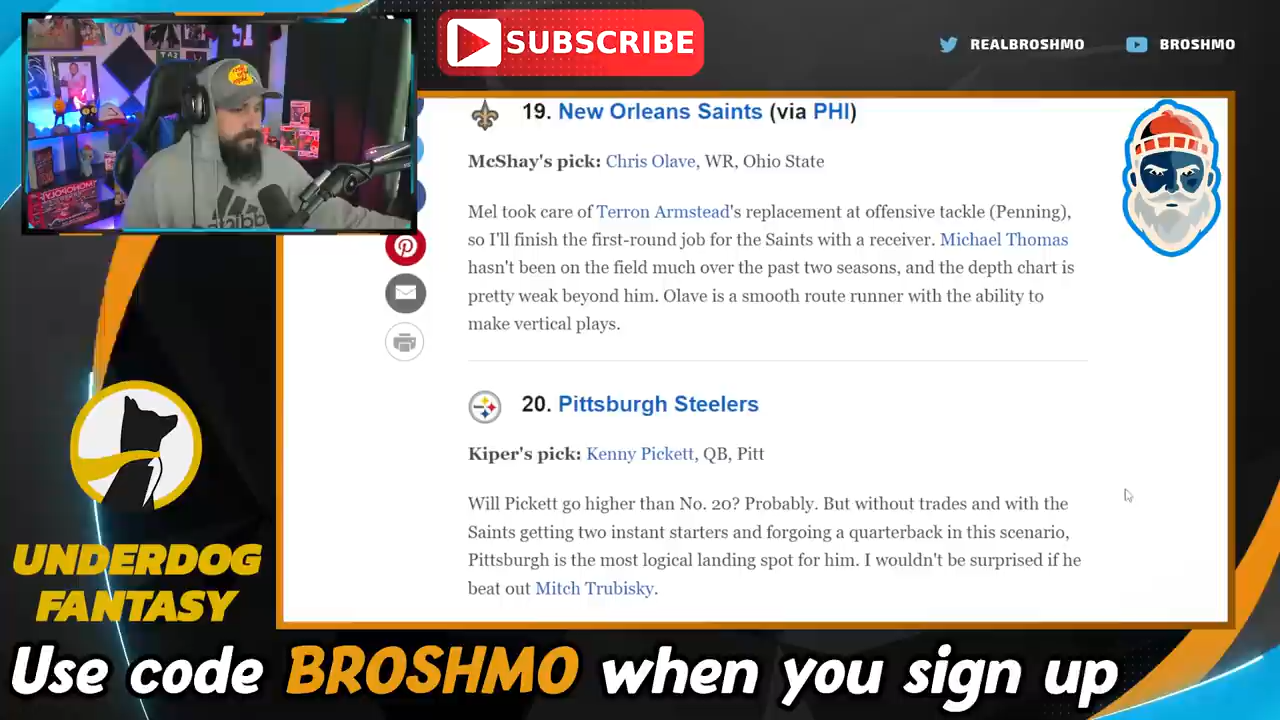 SUBSCRIBE
REALBROSHMO
BROSHMO
19. New Orleans Saints (via PHI)
McShay's pick: Chris Olave, WR, Ohio State
Mel took care of Terron Armstead's replacement at offensive tackle (Penning),
so I'll finish the first-round job for the Saints with a receiver. Michael Thomas
hasn't been on the field much over the past two seasons, and the depth chart is
pretty weak beyond him. Olave is a smooth route runner with the ability to
make vertical plays.
20. Pittsburgh Steelers
Kiper's pick: Kenny Pickett, QB, Pitt
Will Pickett go higher than No. 20? Probably. But without trades and with the
Saints getting two instant starters and forgoing a quarterback in this scenario,
Pittsburgh is the most logical landing spot for him. I wouldn't be surprised if he
beat out Mitch Trubisky.
UNDERDOG
FANTASY
Use code BROSHMO when you sign up